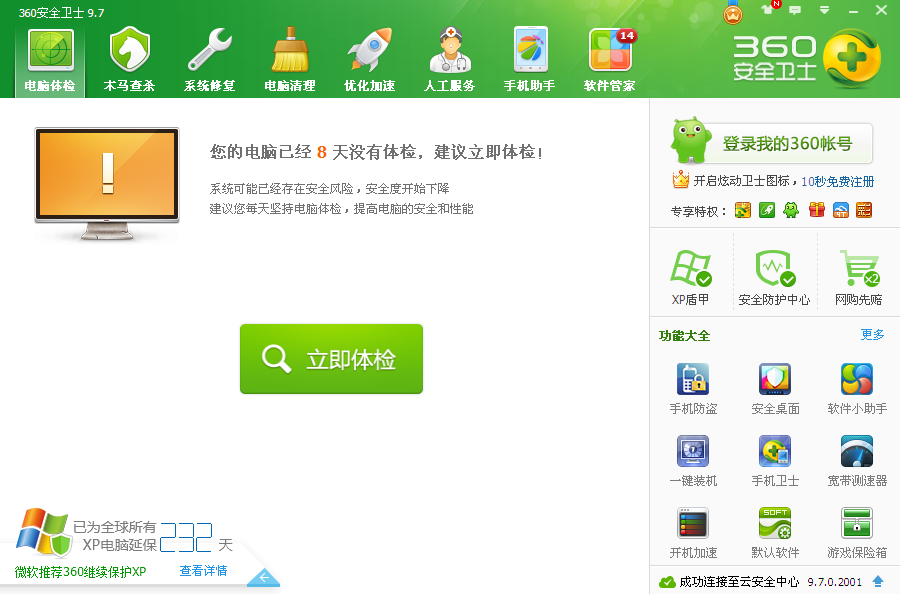 360安全卫士 9.7
N
电脑体检
木马查杀
系统修复
电脑清理
优化加速
人工服务
手机助手
14
软件管家
360
安全卫士
您的电脑已经 8 天没有体检，建议立即体检！
系统可能已经存在安全风险，安全度开始下降
建议您每天坚持电脑体检，提高电脑的安全和性能
立即体检
已为全球所有
XP电脑延保 232 天
微软推荐360继续保护XP
查看详情
登录我的360帐号
开启炫动卫士图标，10秒免费注册
专享特权：
XP盾甲
安全防护中心
x2
网购先赔
功能大全
更多
手机防盗
安全桌面
软件小助手
一键装机
手机卫士
宽带测速器
开机加速
SOFT
默认软件
游戏保险箱
成功连接至云安全中心 9.7.0.2001